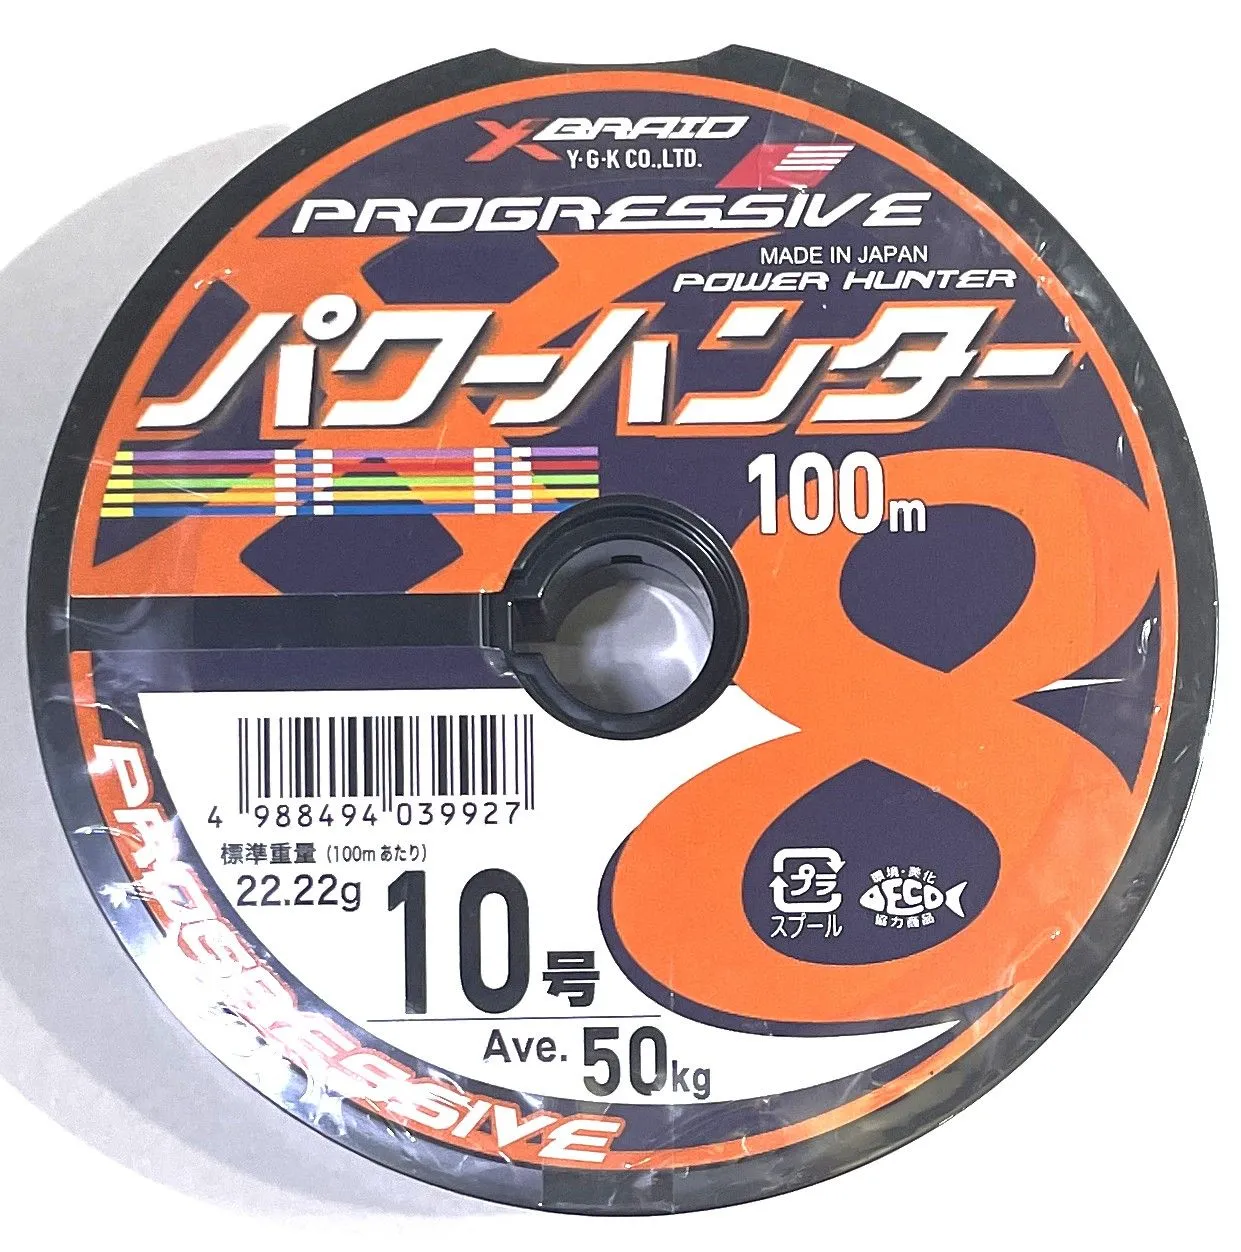 X-BRAID
Y·G·K CO.,LTD.
PROGRESSIVE
MADE IN JAPAN
POWER HUNTER
パワーハンター
X8
100m
4 988494 039927
標準重量 (100mあたり)
22.22g
10号
Ave. 50kg
プラ
スプール
環境・美化
ECO
協力商品
PROGRESSIVE